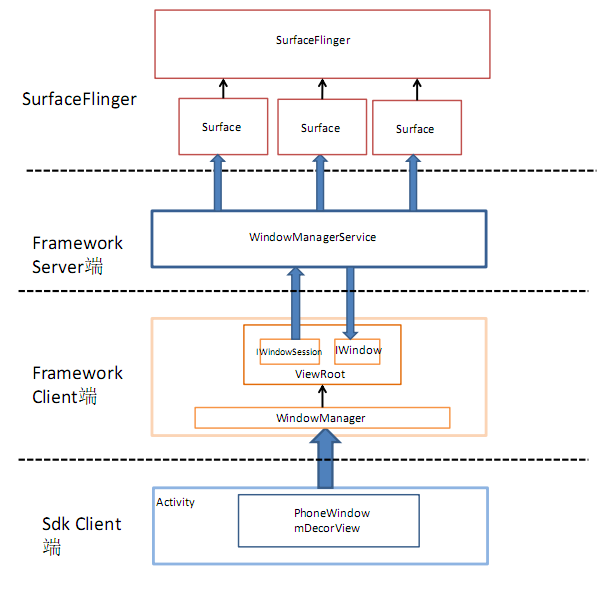 SurfaceFlinger
SurfaceFlinger
Surface
Surface
Surface
Framework
Server端
WindowManagerService
Framework
Client端
IWindowSession
IWindow
ViewRoot
WindowManager
Sdk Client
端
Activity
PhoneWindow
mDecorView